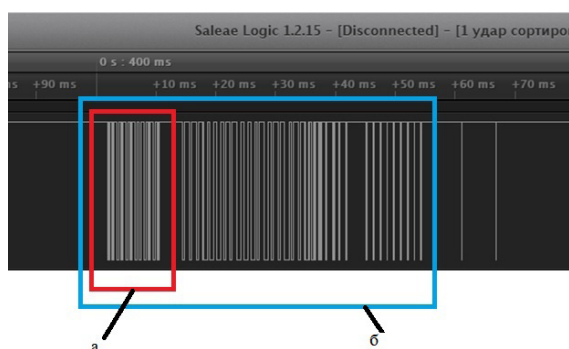 Saleae Logic 1.2.15 – [Disconnected] – [1 удар сортиро
0 s : 400 ms
ms +90 ms +10 ms +20 ms +30 ms +40 ms +50 ms +60 ms +70 ms
а б